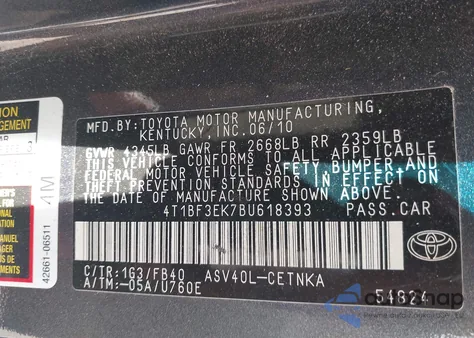 MFD.BY:TOYOTA MOTOR MANUFACTURING,
KENTUCKY,INC.06/10
GVWR 4345LB GAWR FR 2668LB RR 2359LB
THIS VEHICLE CONFORMS TO ALL APPLICABLE
FEDERAL MOTOR VEHICLE SAFETY, BUMPER AND
THEFT PREVENTION STANDARDS IN EFFECT ON
THE DATE OF MANUFACTURE SHOWN ABOVE.
4T1BF3EK7BU618393 PASS.CAR
C/TR:1G3/FB40 ASV40L-CETNKA
A/TM:-05A/U760E 54824
TOYOTA
42661-06511